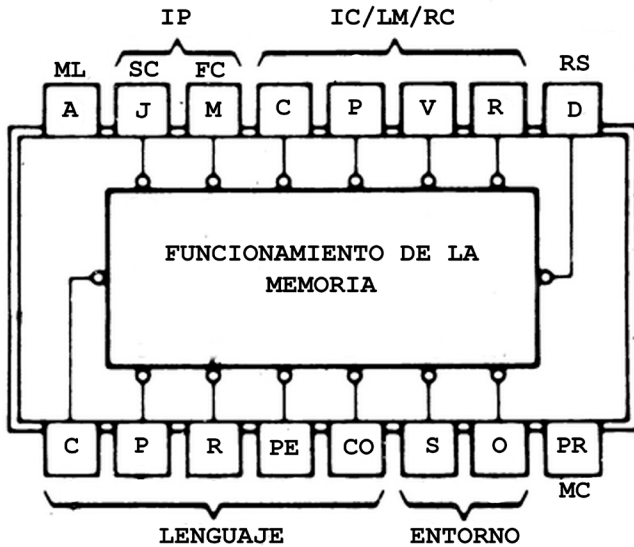 IP IC/LM/RC
ML SC FC RS
A J M C P V R D
FUNCIONAMIENTO DE LA
MEMORIA
C P R PE CO S O PR
MC
LENGUAJE ENTORNO